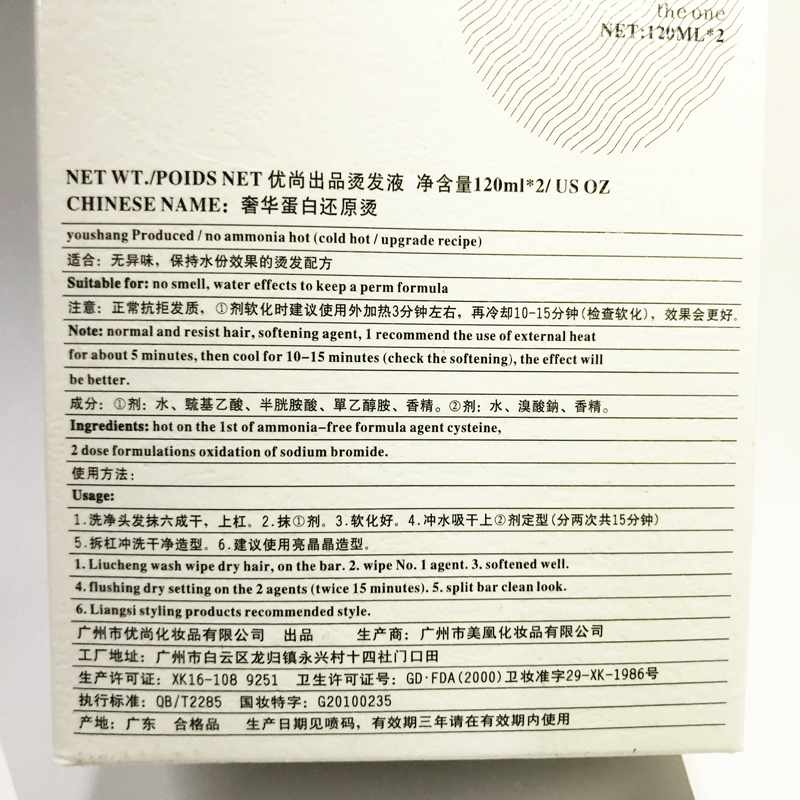 the one
NET:120ML*2
NET WT./POIDS NET 优尚出品烫发液 净含量120ml*2/ US OZ
CHINESE NAME: 奢华蛋白还原烫
youshang Produced / no ammonia hot (cold hot / upgrade recipe)
适合：无异味，保持水份效果的烫发配方
Suitable for: no smell, water effects to keep a perm formula
注意：正常抗拒发质，①剂软化时建议使用外加热3分钟左右，再冷却10-15分钟(检查软化)，效果会更好。
Note: normal and resist hair, softening agent, 1 recommend the use of external heat
for about 5 minutes, then cool for 10-15 minutes (check the softening), the effect will
be better.
成分：①剂：水、巯基乙酸、半胱胺酸、單乙醇胺、香精。②剂：水、溴酸鈉、香精。
Ingredients: hot on the 1st of ammonia-free formula agent cysteine,
2 dose formulations oxidation of sodium bromide.
使用方法：
Usage:
1.洗净头发抹六成干，上杠。2.抹①剂。3.软化好。4.冲水吸干上②剂定型(分两次共15分钟)
5.拆杠冲洗干净造型。6.建议使用亮晶晶造型。
1. Liucheng wash wipe dry hair, on the bar. 2. wipe No. 1 agent. 3. softened well.
4. flushing dry setting on the 2 agents (twice 15 minutes). 5. split bar clean look.
6. Liangsi styling products recommended style.
广州市优尚化妆品有限公司 出品 生产商：广州市美凰化妆品有限公司
工厂地址：广州市白云区龙归镇永兴村十四社门口田
生产许可证：XK16-108 9251 卫生许可证号：GD·FDA(2000)卫妆准字29-XK-1986号
执行标准：QB/T2285 国妆特字：G20100235
产地：广东 合格品 生产日期见喷码，有效期三年请在有效期内使用